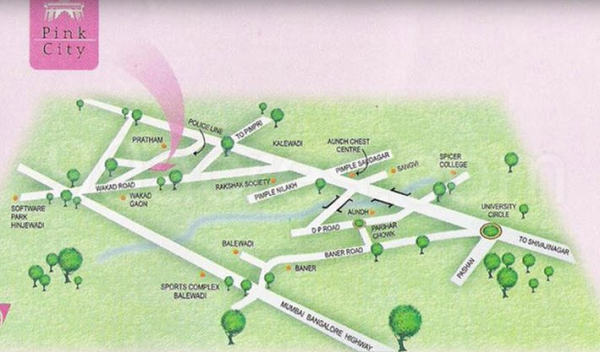 Pink
City
POLICE LINE
TO PIMPRI
PRATHAM
KALEWADI
AUNDH CHEST
CENTRE
PIMPLE SAUDAGAR
SANGVI
SPICER
COLLEGE
RAKSHAK SOCIETY
PIMPLE NILAKH
WAKAD ROAD
WAKAD
GAON
SOFTWARE
PARK
HINJEWADI
UNIVERSITY
CIRCLE
AUNDH
D P ROAD
PARIHAR
CHOWK
TO SHIVAJINAGAR
BALEWADI
BANER ROAD
BANER
PASHAN
SPORTS COMPLEX
BALEWADI
MUMBAI BANGALORE HIGHWAY